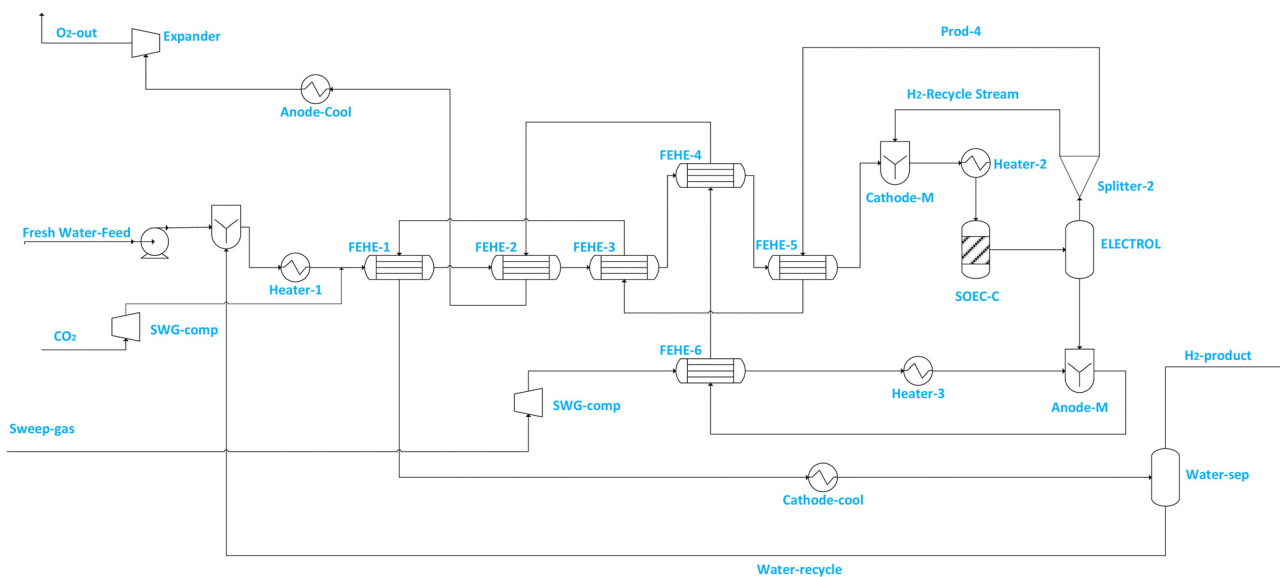 O₂-out
Expander
Prod-4
H₂-Recycle Stream
Anode-Cool
FEHE-4
Heater-2
Cathode-M
Splitter-2
Fresh Water-Feed
FEHE-1
FEHE-2
FEHE-3
FEHE-5
ELECTROL
Heater-1
SOEC-C
CO₂
SWG-comp
FEHE-6
H₂-product
Heater-3
Anode-M
SWG-comp
Sweep-gas
Water-sep
Cathode-cool
Water-recycle